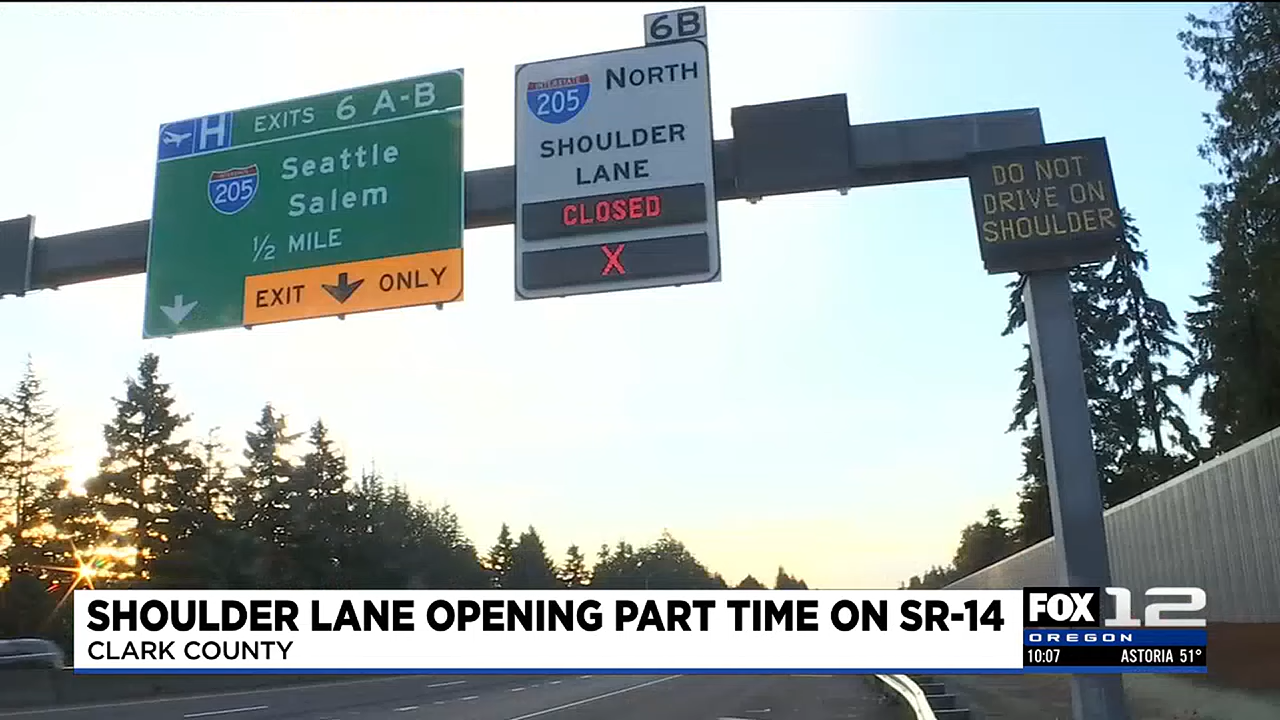 6B
H EXITS 6 A-B
INTERSTATE
205
Seattle
Salem
½ MILE
EXIT ONLY
INTERSTATE
205
NORTH
SHOULDER
LANE
CLOSED
X
DO NOT
DRIVE ON
SHOULDER
SHOULDER LANE OPENING PART TIME ON SR-14
CLARK COUNTY
FOX 12
OREGON
10:07 ASTORIA 51°